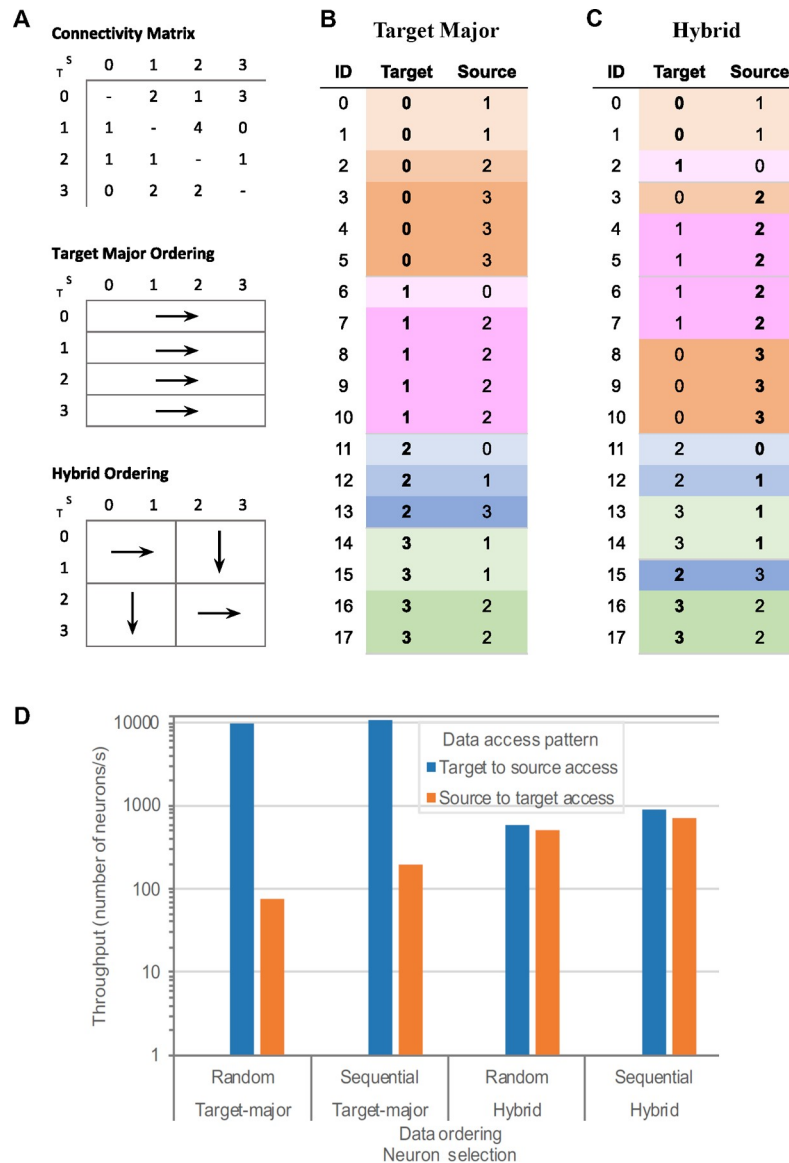 A
Connectivity Matrix
T S 0 1 2 3
0 - 2 1 3
1 1 - 4 0
2 1 1 - 1
3 0 2 2 -
Target Major Ordering
T S 0 1 2 3
0
1
2
3
Hybrid Ordering
T S 0 1 2 3
0
1
2
3
B Target Major
ID Target Source
0 0 1
1 0 1
2 0 2
3 0 3
4 0 3
5 0 3
6 1 0
7 1 2
8 1 2
9 1 2
10 1 2
11 2 0
12 2 1
13 2 3
14 3 1
15 3 1
16 3 2
17 3 2
C Hybrid
ID Target Source
0 0 1
1 0 1
2 1 0
3 0 2
4 1 2
5 1 2
6 1 2
7 1 2
8 0 3
9 0 3
10 0 3
11 2 0
12 2 1
13 3 1
14 3 1
15 2 3
16 3 2
17 3 2
D
Throughput (number of neurons/s)
10000
1000
100
10
1
Data access pattern
Target to source access
Source to target access
Random Sequential Random Sequential
Target-major Target-major Hybrid Hybrid
Data ordering
Neuron selection